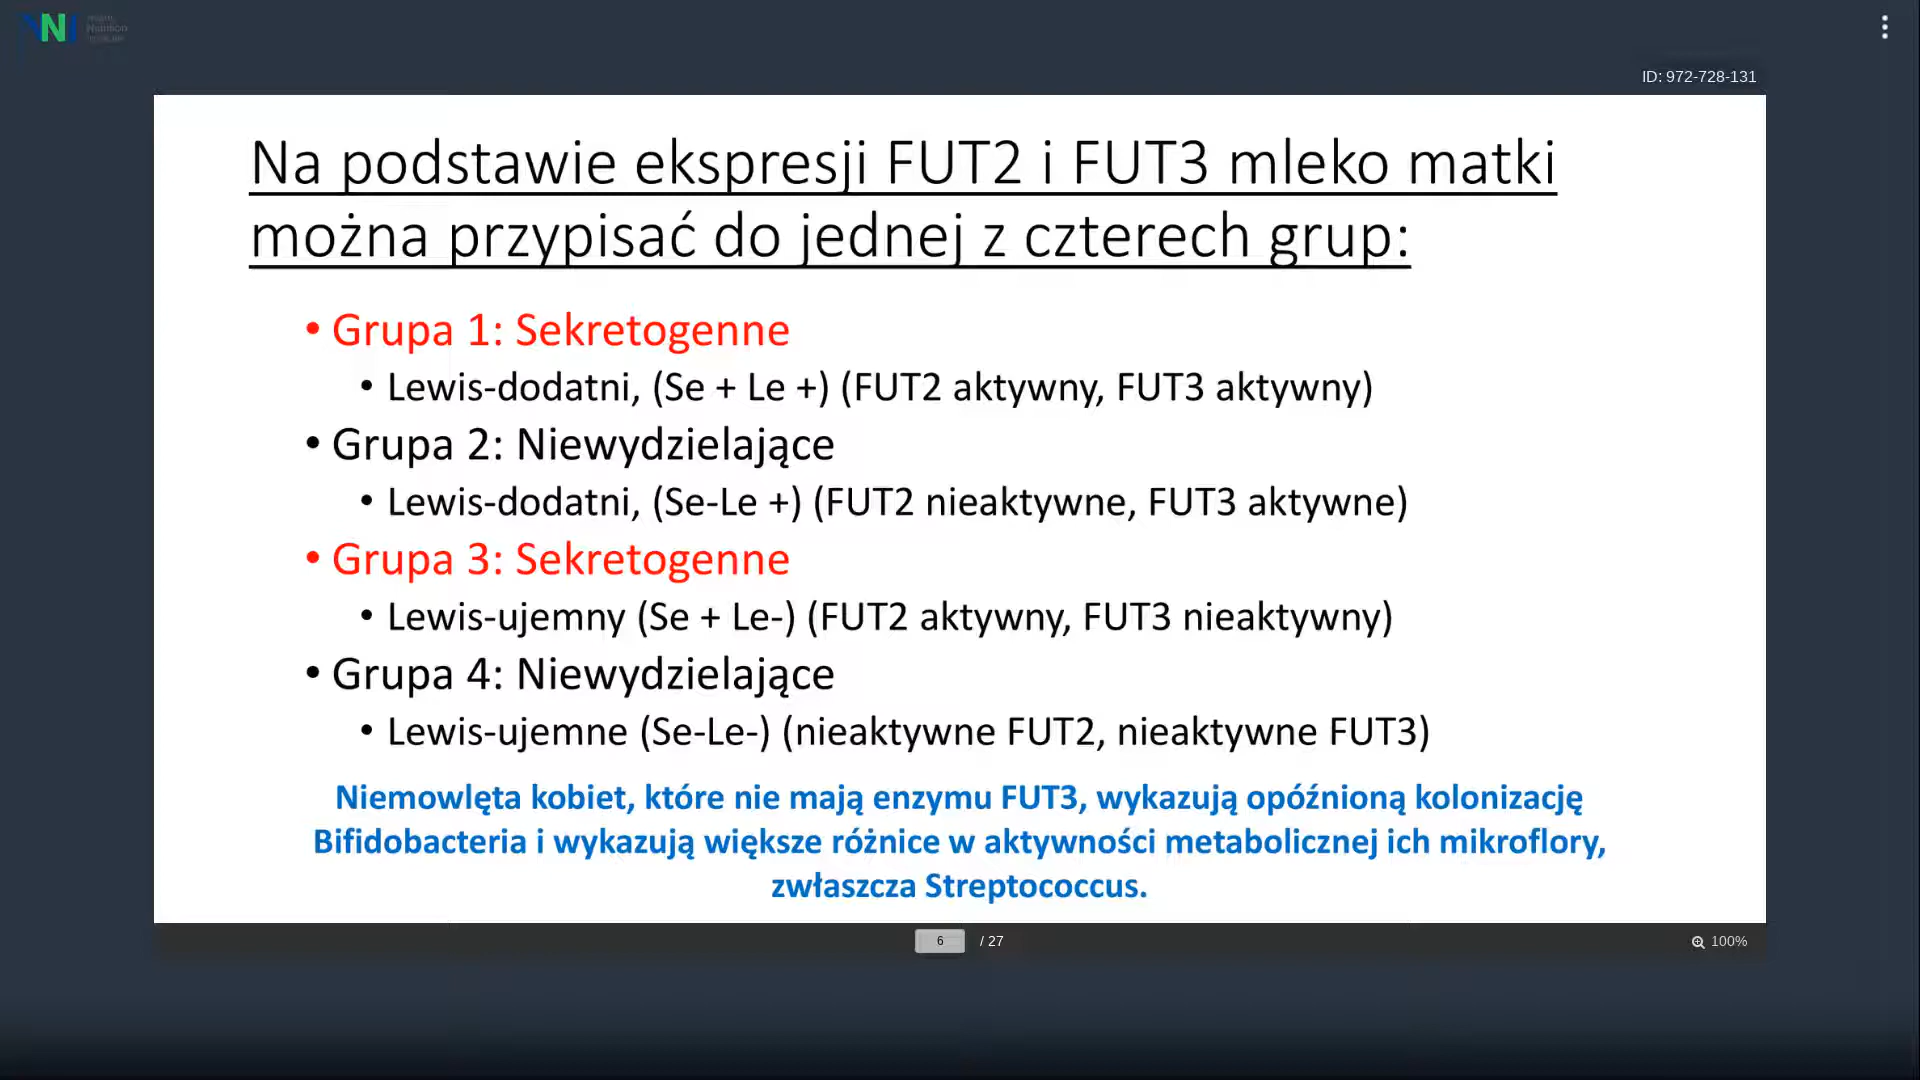 Nestlé
Nutrition
Institute
ID: 972-728-131
Na podstawie ekspresji FUT2 i FUT3 mleko matki
można przypisać do jednej z czterech grup:
• Grupa 1: Sekretogenne
• Lewis-dodatni, (Se + Le +) (FUT2 aktywny, FUT3 aktywny)
• Grupa 2: Niewydzielające
• Lewis-dodatni, (Se-Le +) (FUT2 nieaktywne, FUT3 aktywne)
• Grupa 3: Sekretogenne
• Lewis-ujemny (Se + Le-) (FUT2 aktywny, FUT3 nieaktywny)
• Grupa 4: Niewydzielające
• Lewis-ujemne (Se-Le-) (nieaktywne FUT2, nieaktywne FUT3)
Niemowlęta kobiet, które nie mają enzymu FUT3, wykazują opóźnioną kolonizację
Bifidobacteria i wykazują większe różnice w aktywności metabolicznej ich mikroflory,
zwłaszcza Streptococcus.
6 / 27
100%